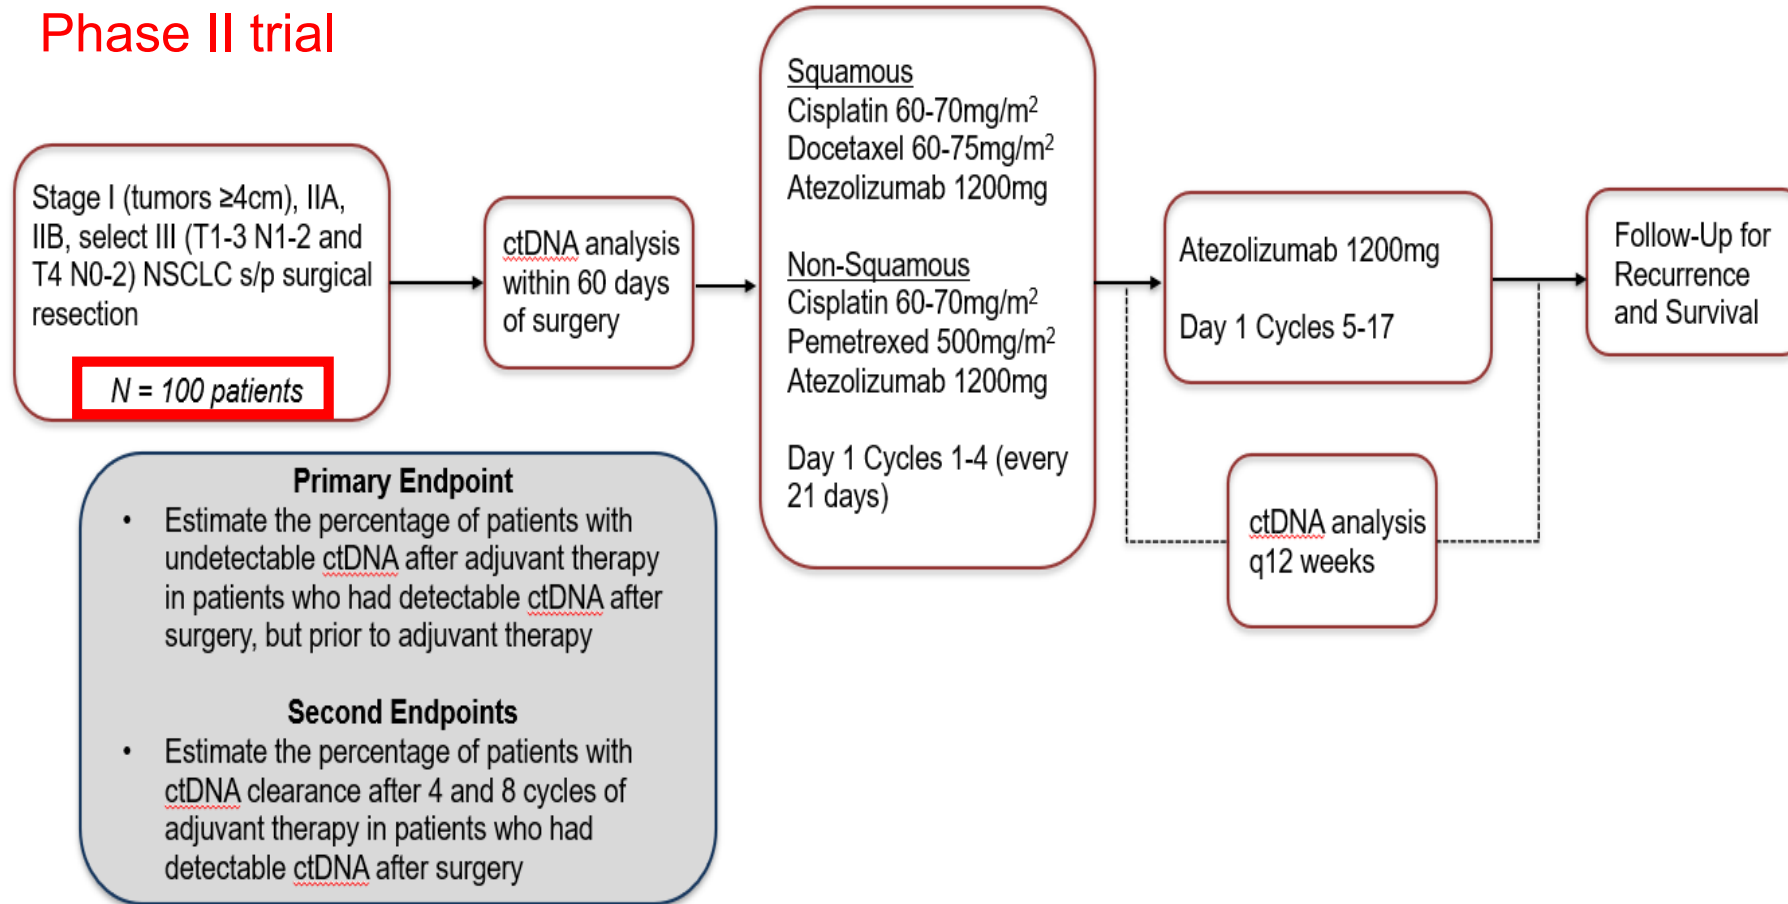 Phase II trial
Stage I (tumors ≥4cm), IIA,
IIB, select III (T1-3 N1-2 and
T4 N0-2) NSCLC s/p surgical
resection
N = 100 patients
ctDNA analysis
within 60 days
of surgery
Squamous
Cisplatin 60-70mg/m²
Docetaxel 60-75mg/m²
Atezolizumab 1200mg
Non-Squamous
Cisplatin 60-70mg/m²
Pemetrexed 500mg/m²
Atezolizumab 1200mg
Day 1 Cycles 1-4 (every
21 days)
Atezolizumab 1200mg
Day 1 Cycles 5-17
ctDNA analysis
q12 weeks
Follow-Up for
Recurrence
and Survival
Primary Endpoint
• Estimate the percentage of patients with
undetectable ctDNA after adjuvant therapy
in patients who had detectable ctDNA after
surgery, but prior to adjuvant therapy
Second Endpoints
• Estimate the percentage of patients with
ctDNA clearance after 4 and 8 cycles of
adjuvant therapy in patients who had
detectable ctDNA after surgery